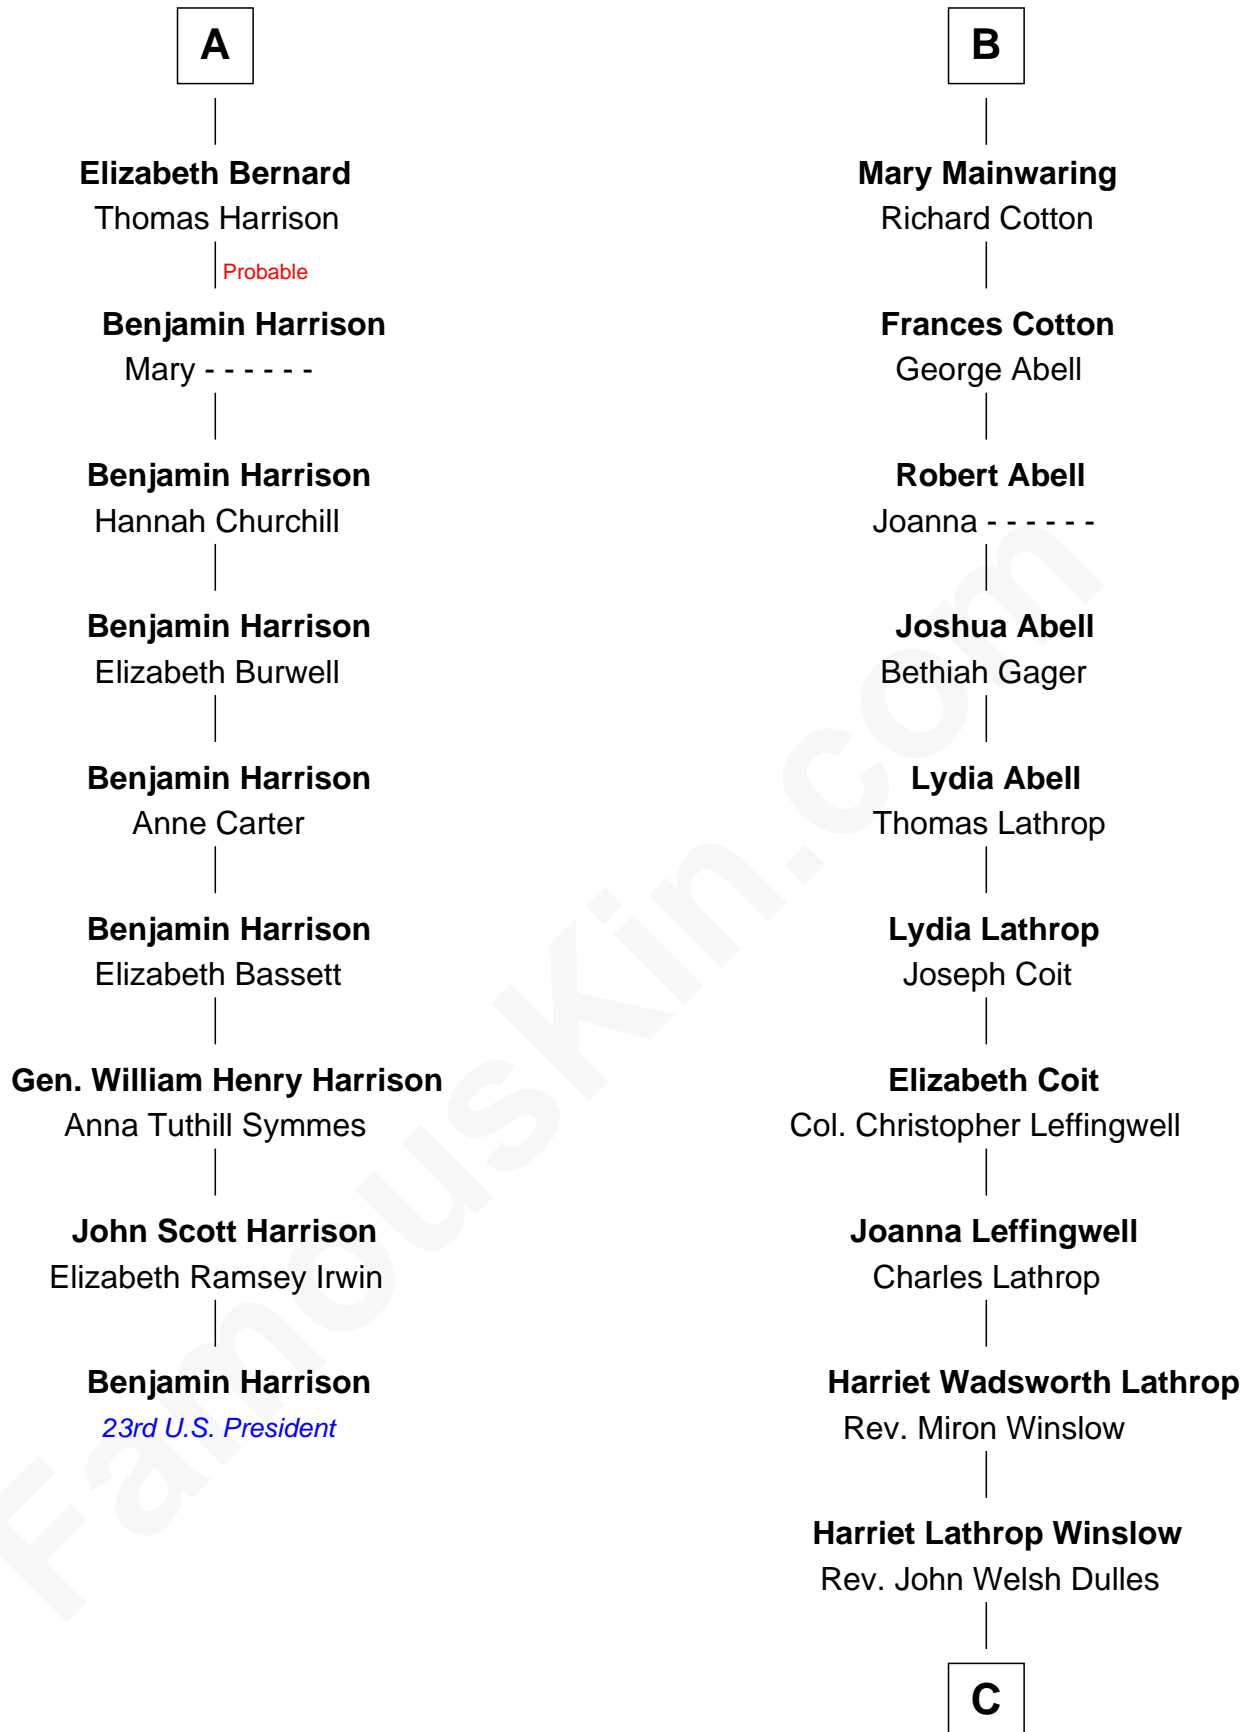 A
Elizabeth Bernard
Thomas Harrison
Probable
Benjamin Harrison
Mary - - - - - -
Benjamin Harrison
Hannah Churchill
Benjamin Harrison
Elizabeth Burwell
Benjamin Harrison
Anne Carter
Benjamin Harrison
Elizabeth Bassett
Gen. William Henry Harrison
Anna Tuthill Symmes
John Scott Harrison
Elizabeth Ramsey Irwin
Benjamin Harrison
23rd U.S. President
B
Mary Mainwaring
Richard Cotton
Frances Cotton
George Abell
Robert Abell
Joanna - - - - - -
Joshua Abell
Bethiah Gager
Lydia Abell
Thomas Lathrop
Lydia Lathrop
Joseph Coit
Elizabeth Coit
Col. Christopher Leffingwell
Joanna Leffingwell
Charles Lathrop
Harriet Wadsworth Lathrop
Rev. Miron Winslow
Harriet Lathrop Winslow
Rev. John Welsh Dulles
C
FamousKin.com